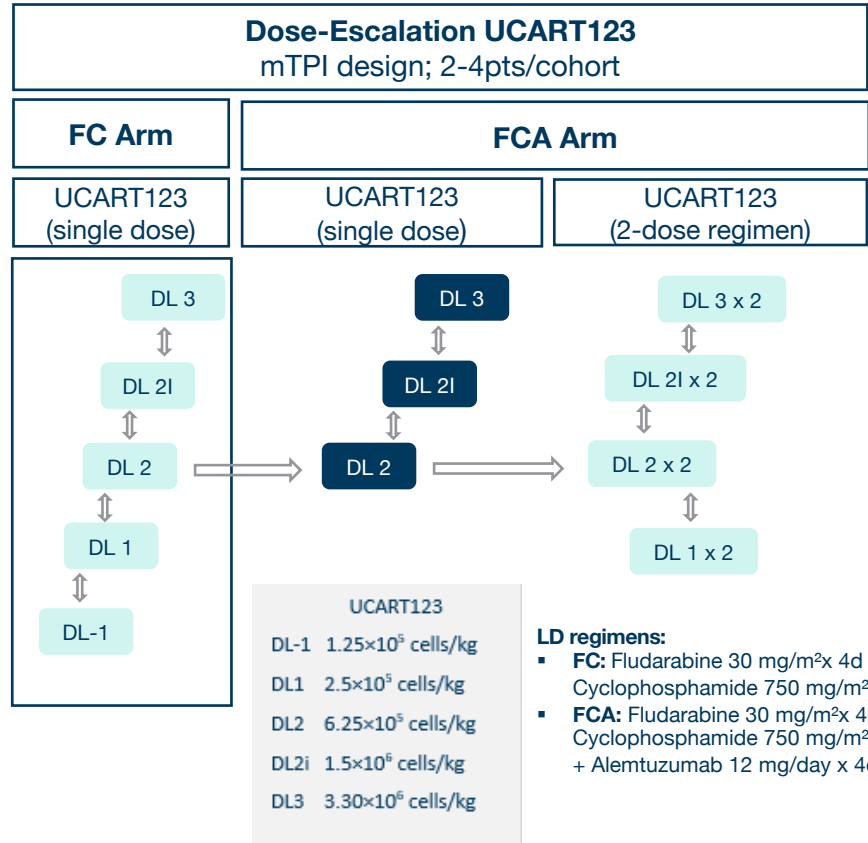 Dose-Escalation UCART123
mTPI design; 2-4pts/cohort
FC Arm
FCA Arm
UCART123
(single dose)
UCART123
(single dose)
UCART123
(2-dose regimen)
DL 3
DL 2I
DL 2
DL 1
DL-1
DL 3
DL 2I
DL 2
DL 3 x 2
DL 2I x 2
DL 2 x 2
DL 1 x 2
UCART123
DL-1 1.25×10⁵ cells/kg
DL1 2.5×10⁵ cells/kg
DL2 6.25×10⁵ cells/kg
DL2i 1.5×10⁶ cells/kg
DL3 3.30×10⁶ cells/kg
LD regimens:
▪ FC: Fludarabine 30 mg/m²x 4d
Cyclophosphamide 750 mg/m²
▪ FCA: Fludarabine 30 mg/m²x 4
Cyclophosphamide 750 mg/m²
+ Alemtuzumab 12 mg/day x 4